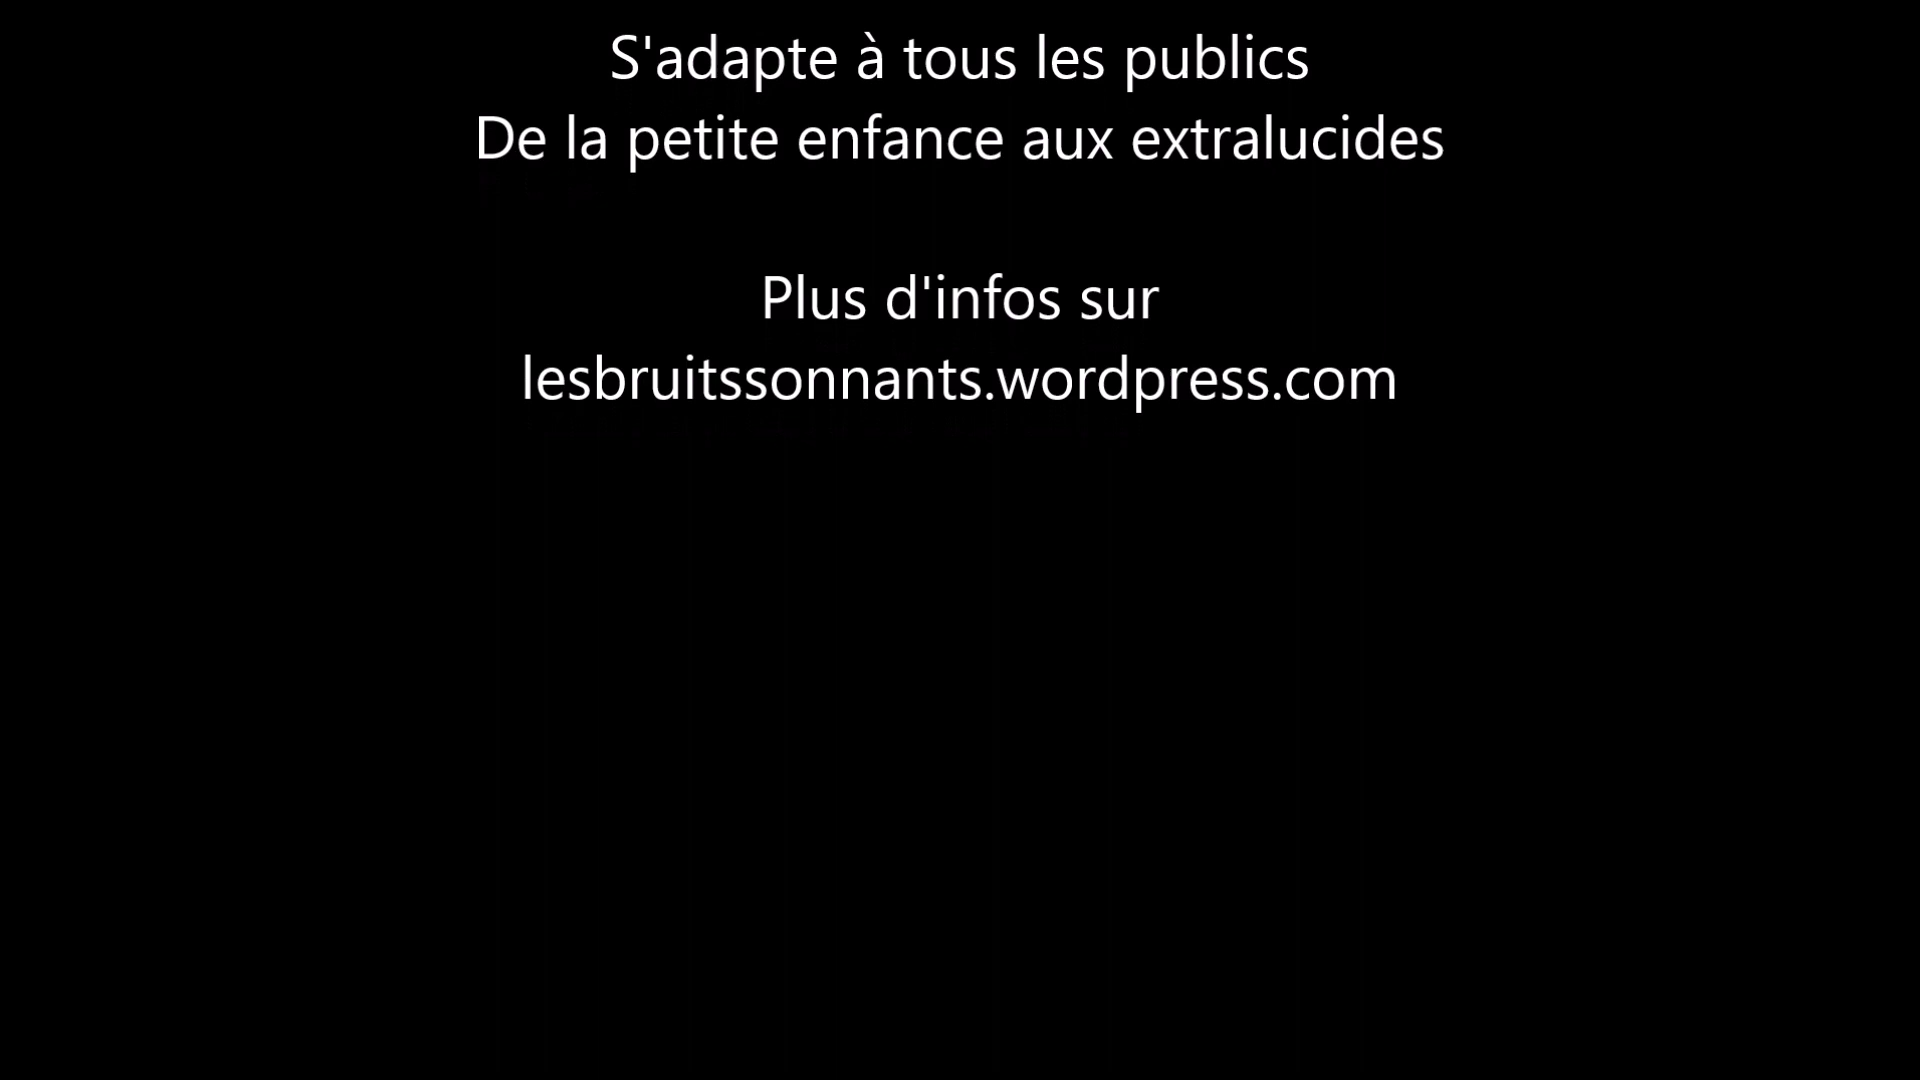 S'adapte à tous les publics
De la petite enfance aux extralucides
Plus d'infos sur
lesbruitssonnants.wordpress.com